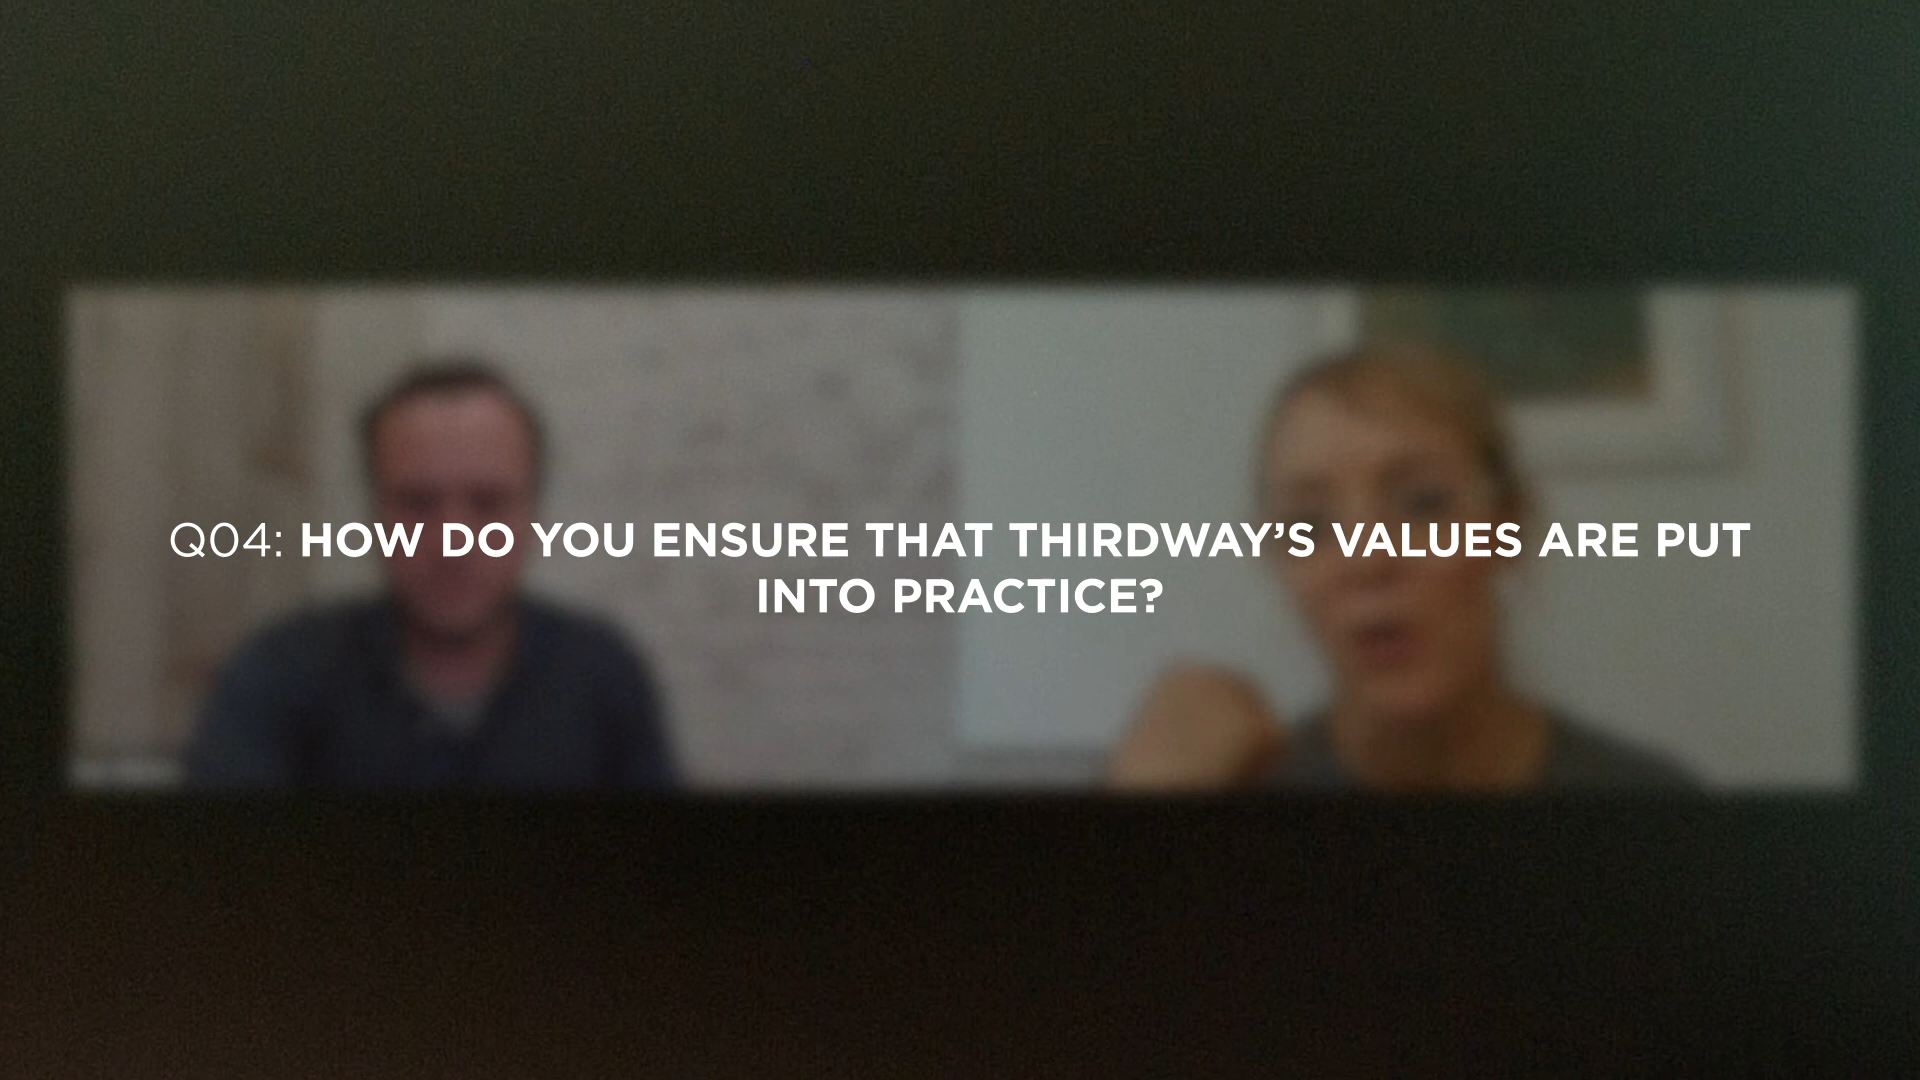 Q04: HOW DO YOU ENSURE THAT THIRDWAY’S VALUES ARE PUT
INTO PRACTICE?